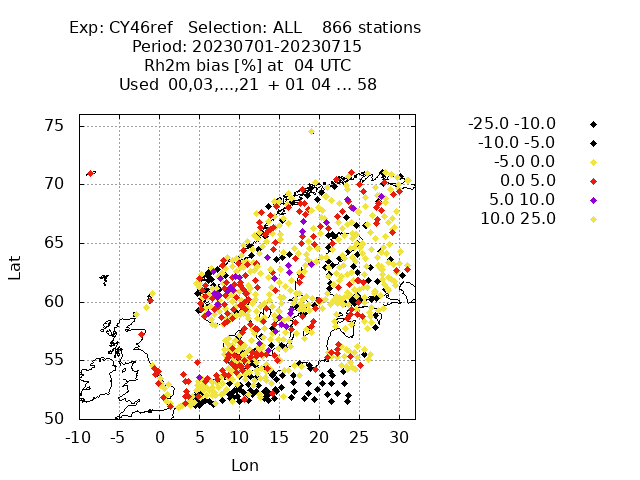 Exp: CY46ref   Selection: ALL    866 stations
Period: 20230701-20230715
Rh2m bias [%] at  04 UTC
Used  00,03,...,21  + 01 04 ... 58
-25.0 -10.0
-10.0 -5.0
-5.0 0.0
0.0 5.0
5.0 10.0
10.0 25.0
75
70
65
60
55
50
Lat
-10 -5 0 5 10 15 20 25 30
Lon